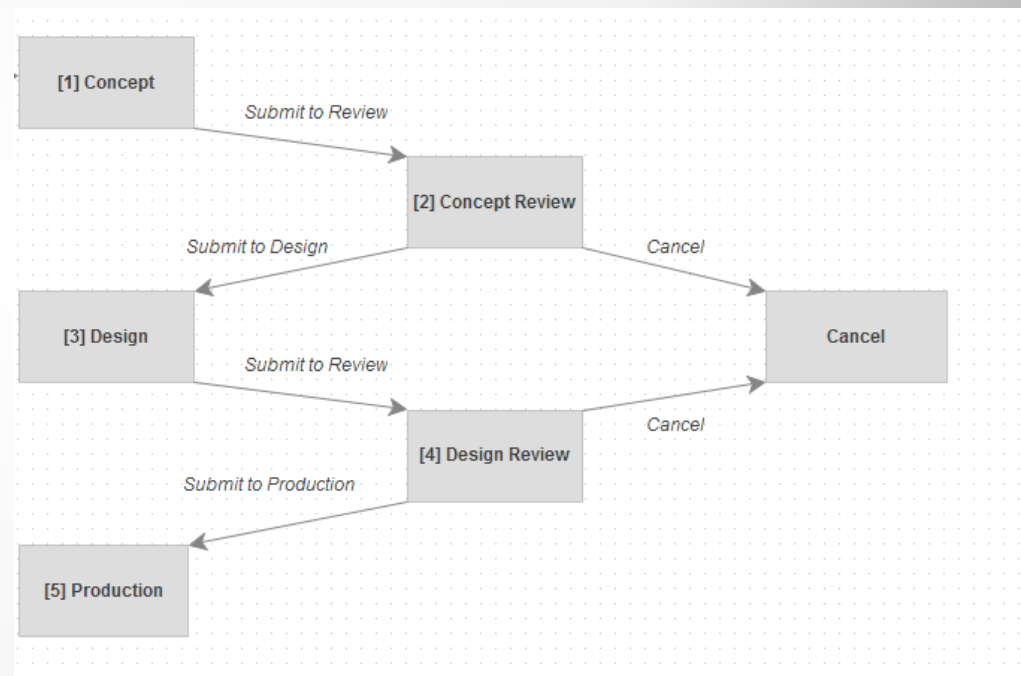 [1] Concept
Submit to Review
[2] Concept Review
Submit to Design
Cancel
[3] Design
Cancel
Submit to Review
Cancel
[4] Design Review
Submit to Production
[5] Production